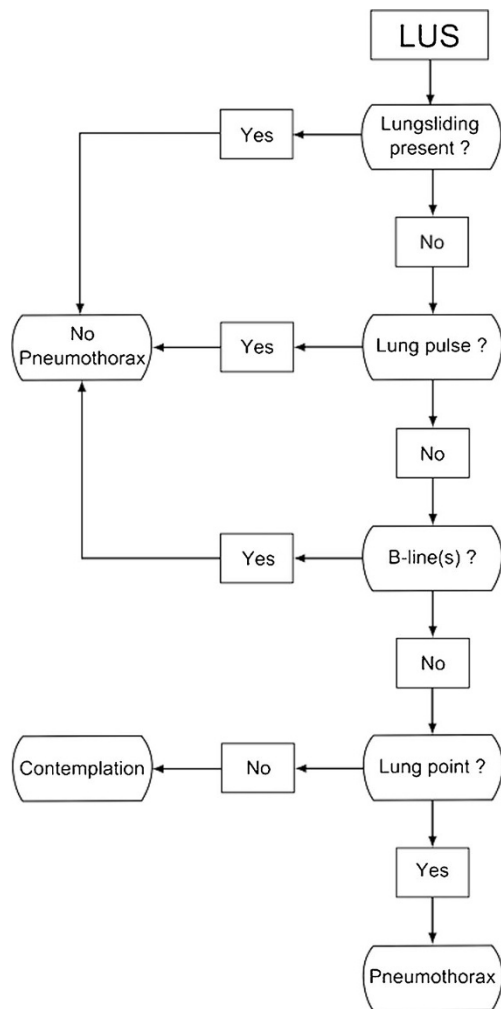 LUS
Lungsliding
present ?
Yes
No
No
Pneumothorax
Yes
Lung pulse ?
No
Yes
B-line(s) ?
No
Contemplation
No
Lung point ?
Yes
Pneumothorax